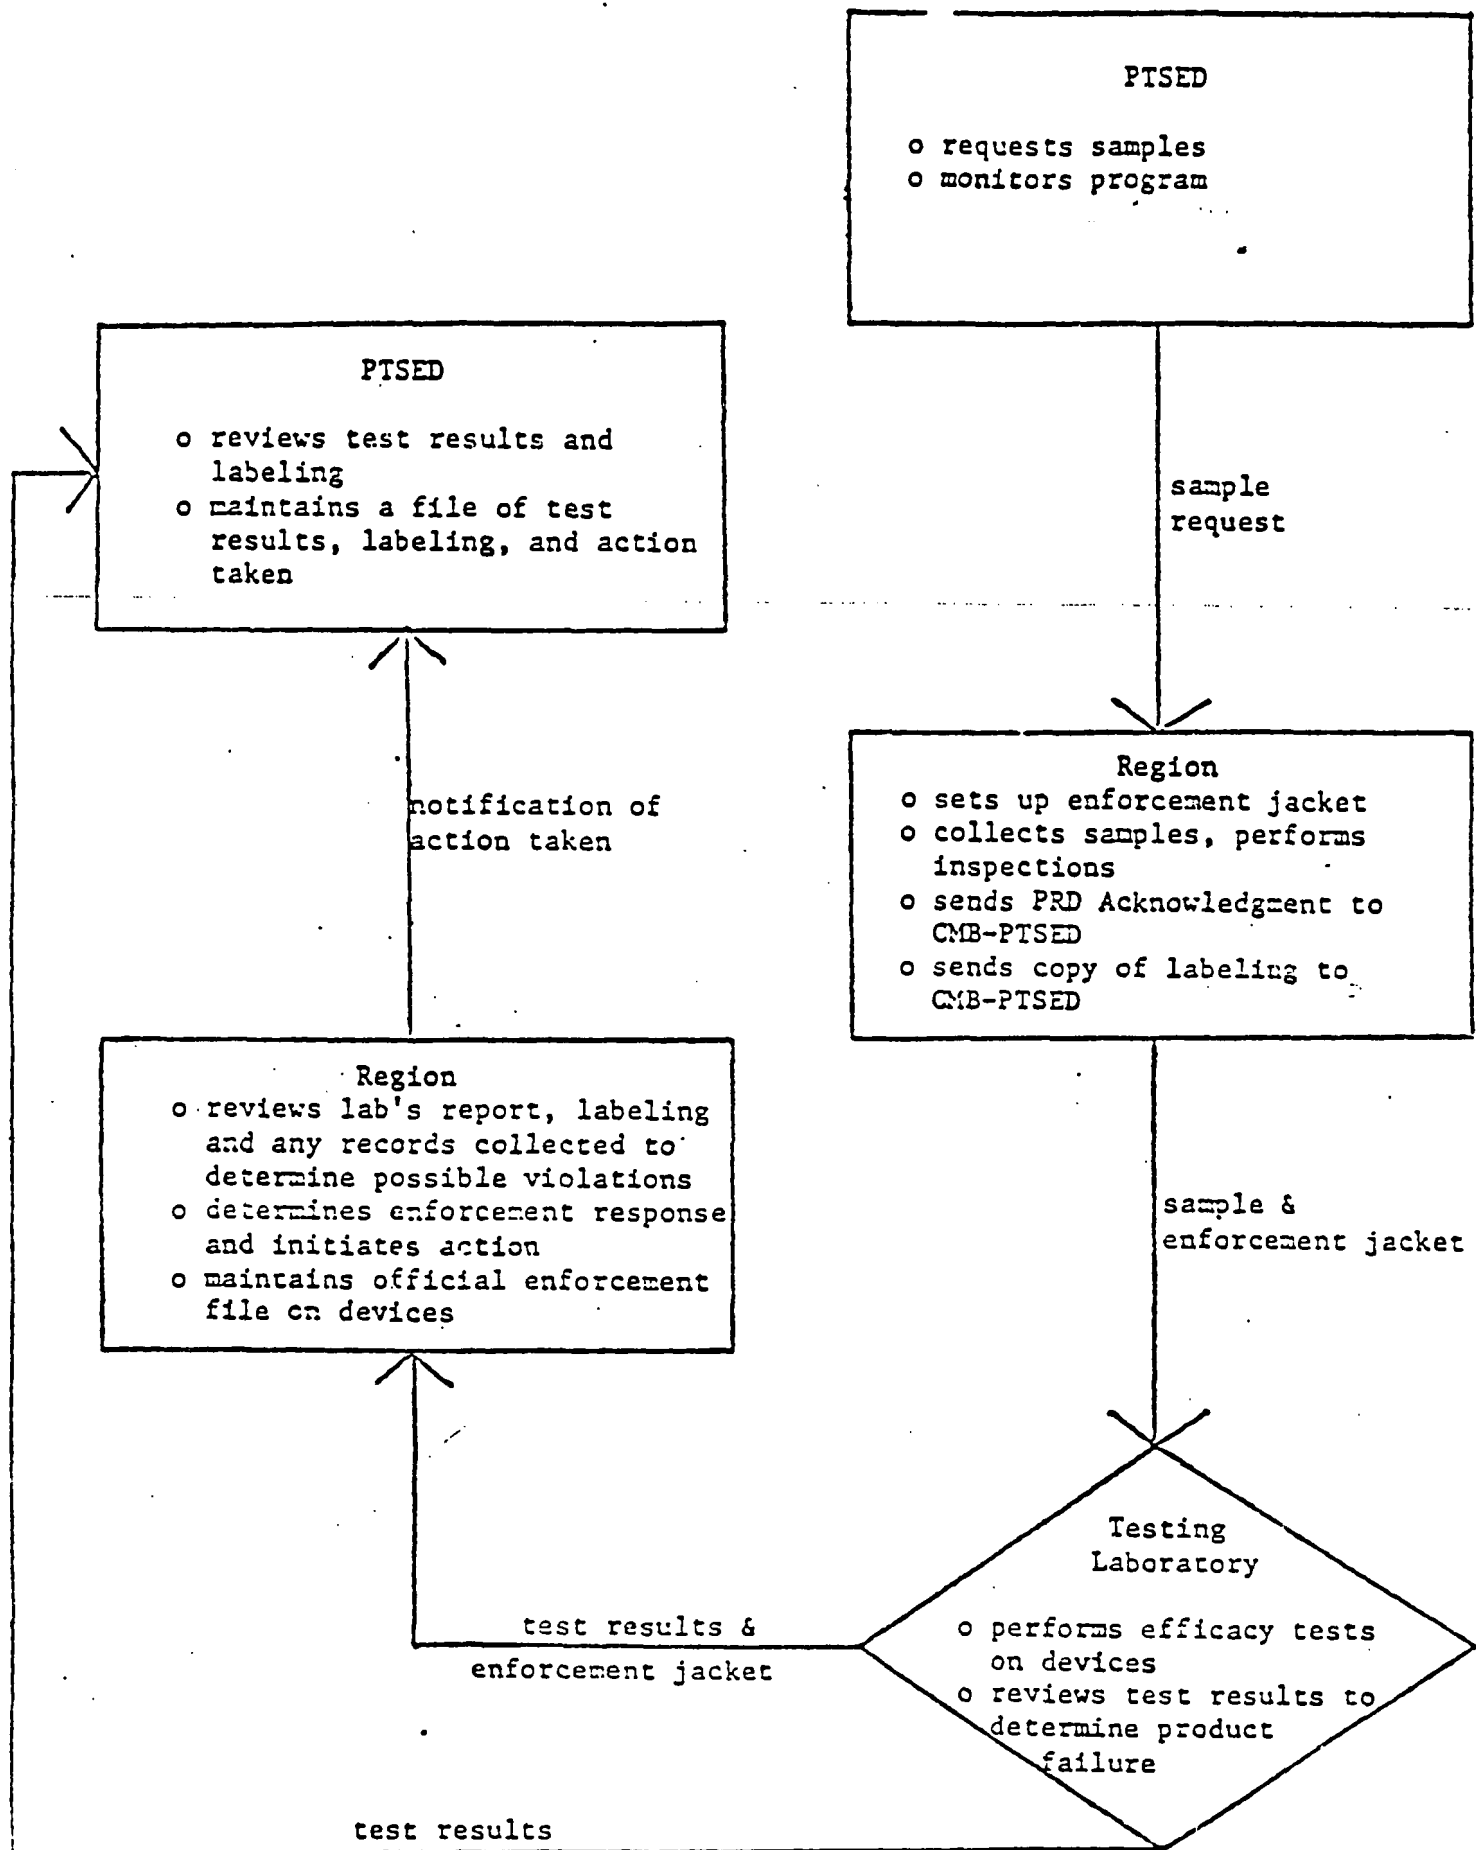 PTSED
o requests samples
o monitors program
PTSED
o reviews test results and
labeling
o maintains a file of test
results, labeling, and action
taken
sample
request
notification of
action taken
Region
o sets up enforcement jacket
o collects samples, performs
inspections
o sends PRD Acknowledgment to
CMB-PTSED
o sends copy of labeling to
CMB-PTSED
Region
o reviews lab's report, labeling
and any records collected to
determine possible violations
o determines enforcement response
and initiates action
o maintains official enforcement
file on devices
sample &
enforcement jacket
Testing
Laboratory
o performs efficacy tests
on devices
o reviews test results to
determine product
failure
test results &
enforcement jacket
test results